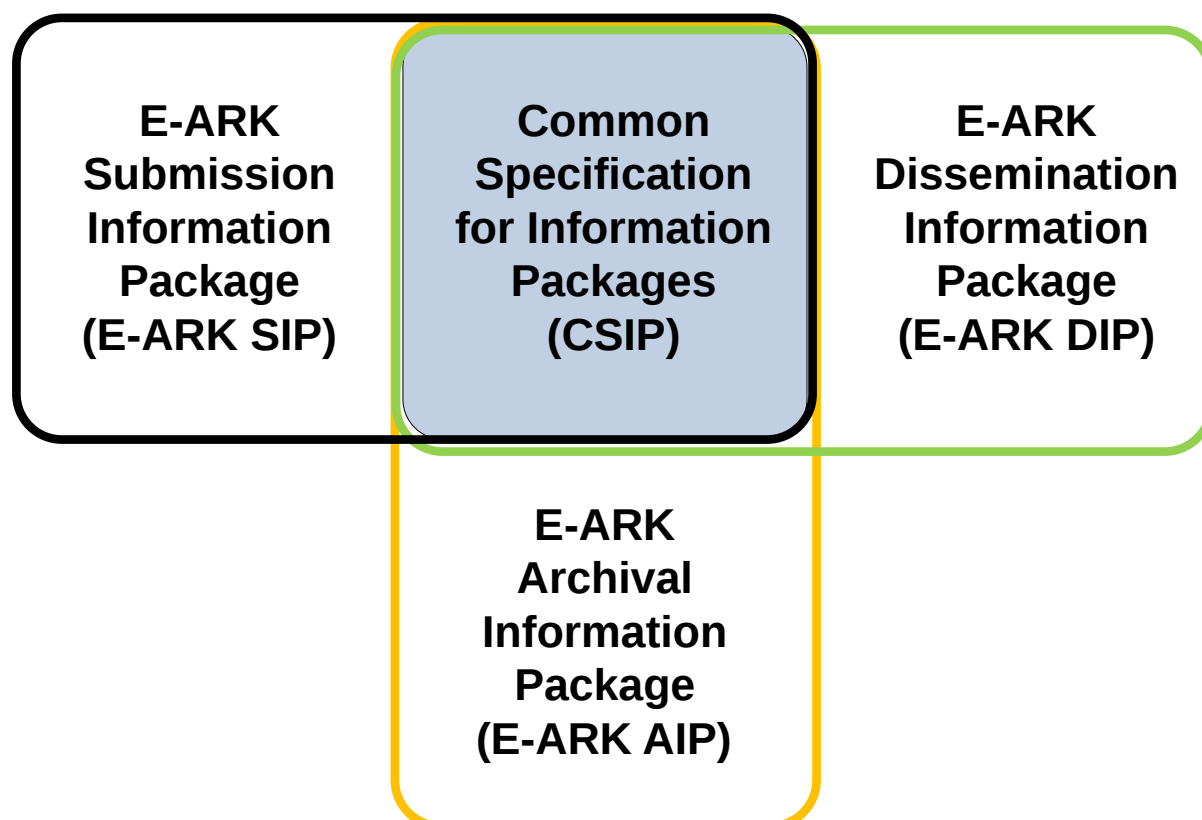 E-ARK
Submission
Information
Package
(E-ARK SIP)
Common
Specification
for Information
Packages
(CSIP)
E-ARK
Dissemination
Information
Package
(E-ARK DIP)
E-ARK
Archival
Information
Package
(E-ARK AIP)